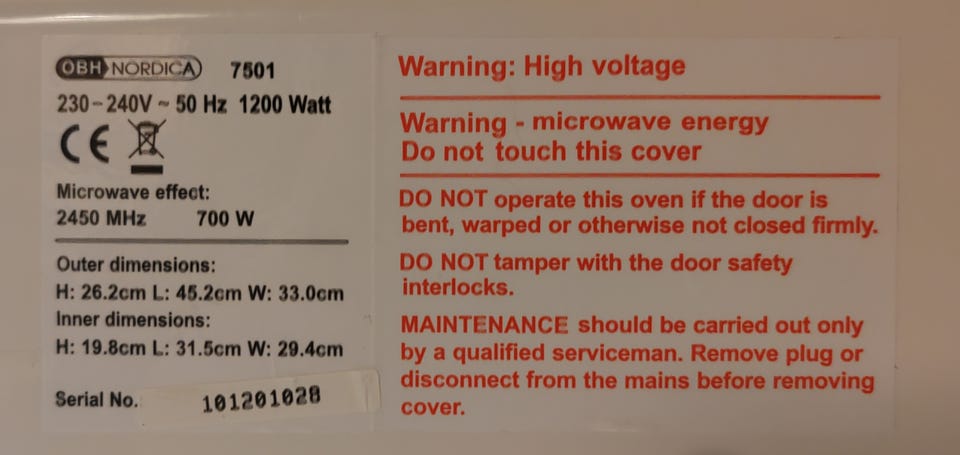 OBH NORDICA 7501
230-240V ~ 50 Hz 1200 Watt
CE
Microwave effect:
2450 MHz 700 W
Outer dimensions:
H: 26.2cm L: 45.2cm W: 33.0cm
Inner dimensions:
H: 19.8cm L: 31.5cm W: 29.4cm
Serial No. 101201028
Warning: High voltage
Warning - microwave energy
Do not touch this cover
DO NOT operate this oven if the door is
bent, warped or otherwise not closed firmly.
DO NOT tamper with the door safety
interlocks.
MAINTENANCE should be carried out only
by a qualified serviceman. Remove plug or
disconnect from the mains before removing
cover.